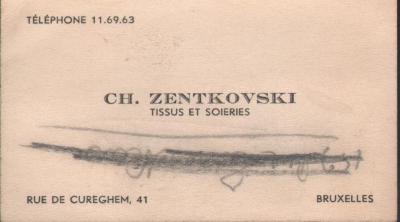 TÉLÉPHONE 11.69.63
CH. ZENTKOVSKI
TISSUS ET SOIERIES
RUE DE CUREGHEM, 41 BRUXELLES